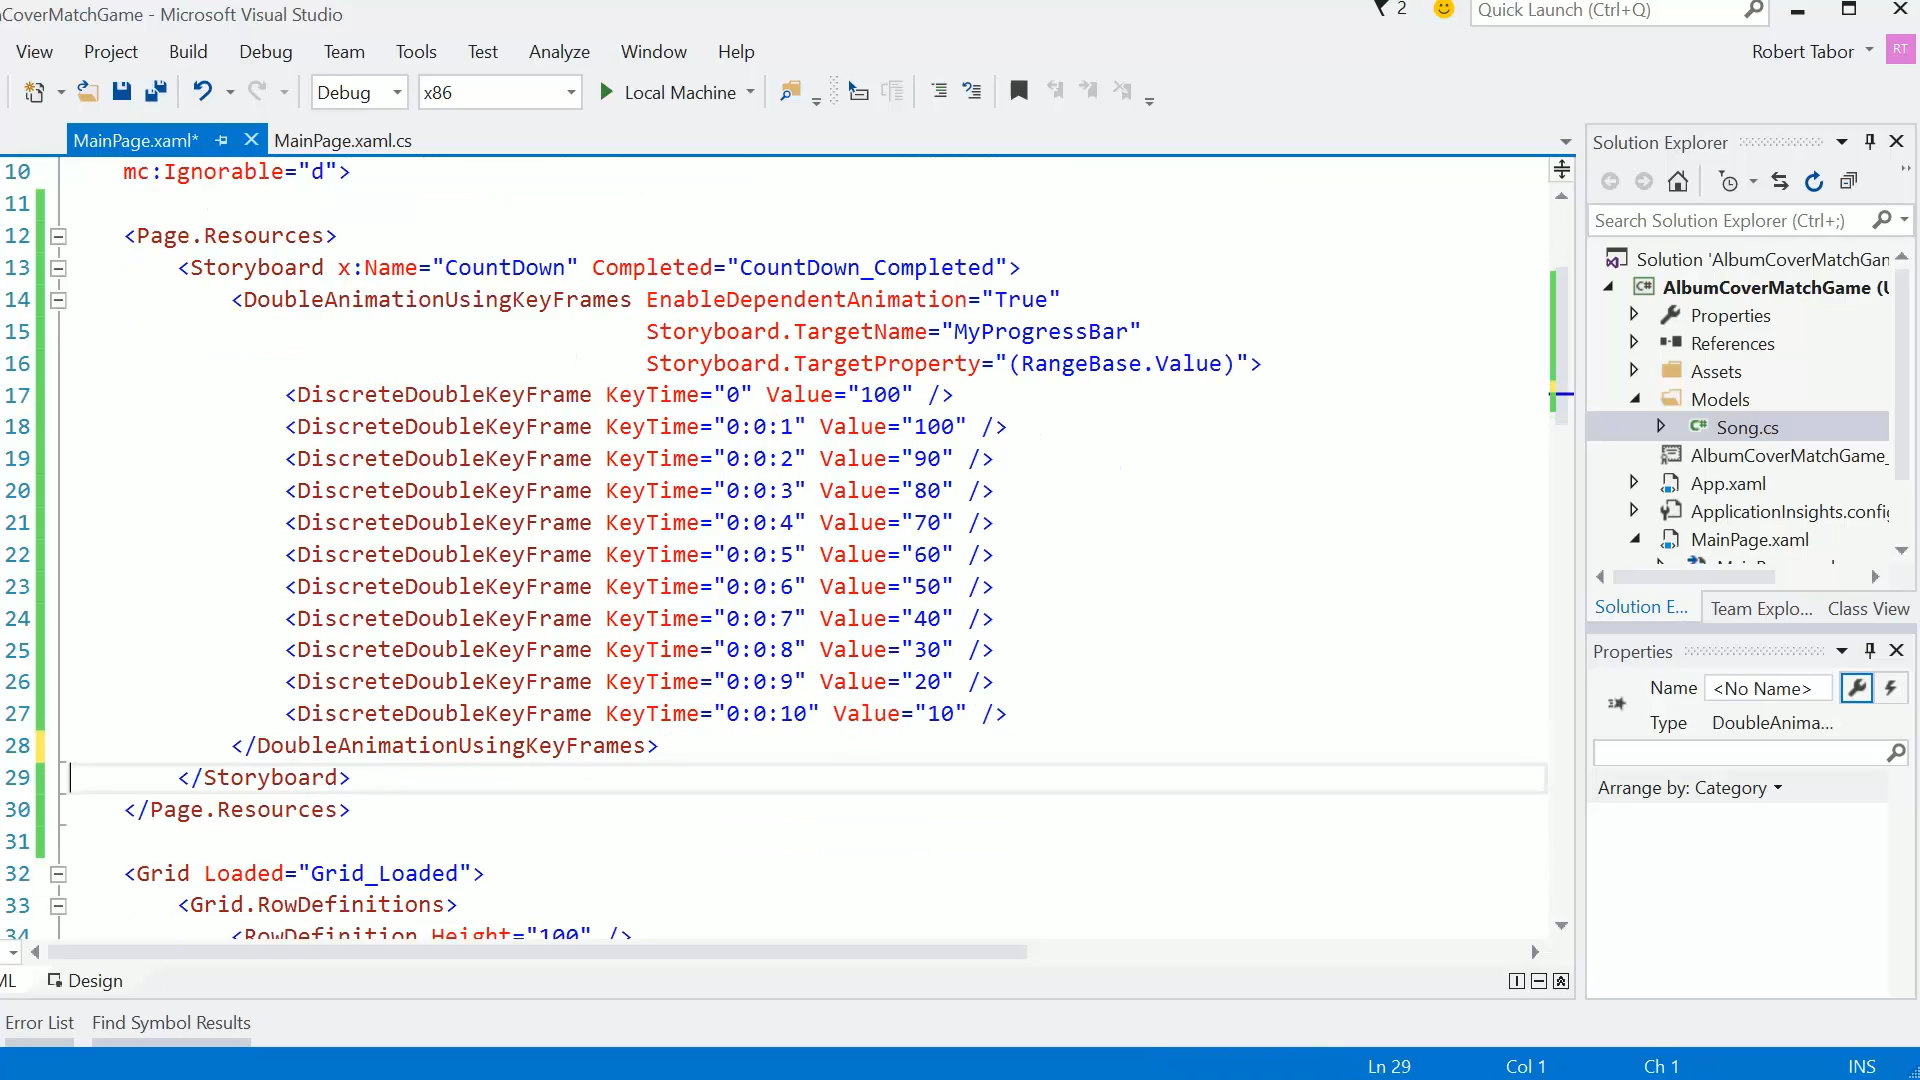 CoverMatchGame - Microsoft Visual Studio
2
Quick Launch (Ctrl+Q)
View Project Build Debug Team Tools Test Analyze Window Help
Robert Tabor RT
Debug x86 Local Machine
MainPage.xaml* MainPage.xaml.cs
10 mc:Ignorable="d">
11
12 <Page.Resources>
13 <Storyboard x:Name="CountDown" Completed="CountDown_Completed">
14 <DoubleAnimationUsingKeyFrames EnableDependentAnimation="True"
15 Storyboard.TargetName="MyProgressBar"
16 Storyboard.TargetProperty="(RangeBase.Value)">
17 <DiscreteDoubleKeyFrame KeyTime="0" Value="100" />
18 <DiscreteDoubleKeyFrame KeyTime="0:0:1" Value="100" />
19 <DiscreteDoubleKeyFrame KeyTime="0:0:2" Value="90" />
20 <DiscreteDoubleKeyFrame KeyTime="0:0:3" Value="80" />
21 <DiscreteDoubleKeyFrame KeyTime="0:0:4" Value="70" />
22 <DiscreteDoubleKeyFrame KeyTime="0:0:5" Value="60" />
23 <DiscreteDoubleKeyFrame KeyTime="0:0:6" Value="50" />
24 <DiscreteDoubleKeyFrame KeyTime="0:0:7" Value="40" />
25 <DiscreteDoubleKeyFrame KeyTime="0:0:8" Value="30" />
26 <DiscreteDoubleKeyFrame KeyTime="0:0:9" Value="20" />
27 <DiscreteDoubleKeyFrame KeyTime="0:0:10" Value="10" />
28 </DoubleAnimationUsingKeyFrames>
29 </Storyboard>
30 </Page.Resources>
31
32 <Grid Loaded="Grid_Loaded">
33 <Grid.RowDefinitions>
34 <RowDefinition Height="100" />
ML Design
Error List Find Symbol Results
Solution Explorer
Search Solution Explorer (Ctrl+;)
Solution 'AlbumCoverMatchGan
C# AlbumCoverMatchGame (U
Properties
References
Assets
Models
C# Song.cs
AlbumCoverMatchGame_
App.xaml
ApplicationInsights.config
MainPage.xaml
Solution E... Team Explo... Class View
Properties
Name <No Name>
Type DoubleAnima...
Arrange by: Category
Ln 29 Col 1 Ch 1 INS